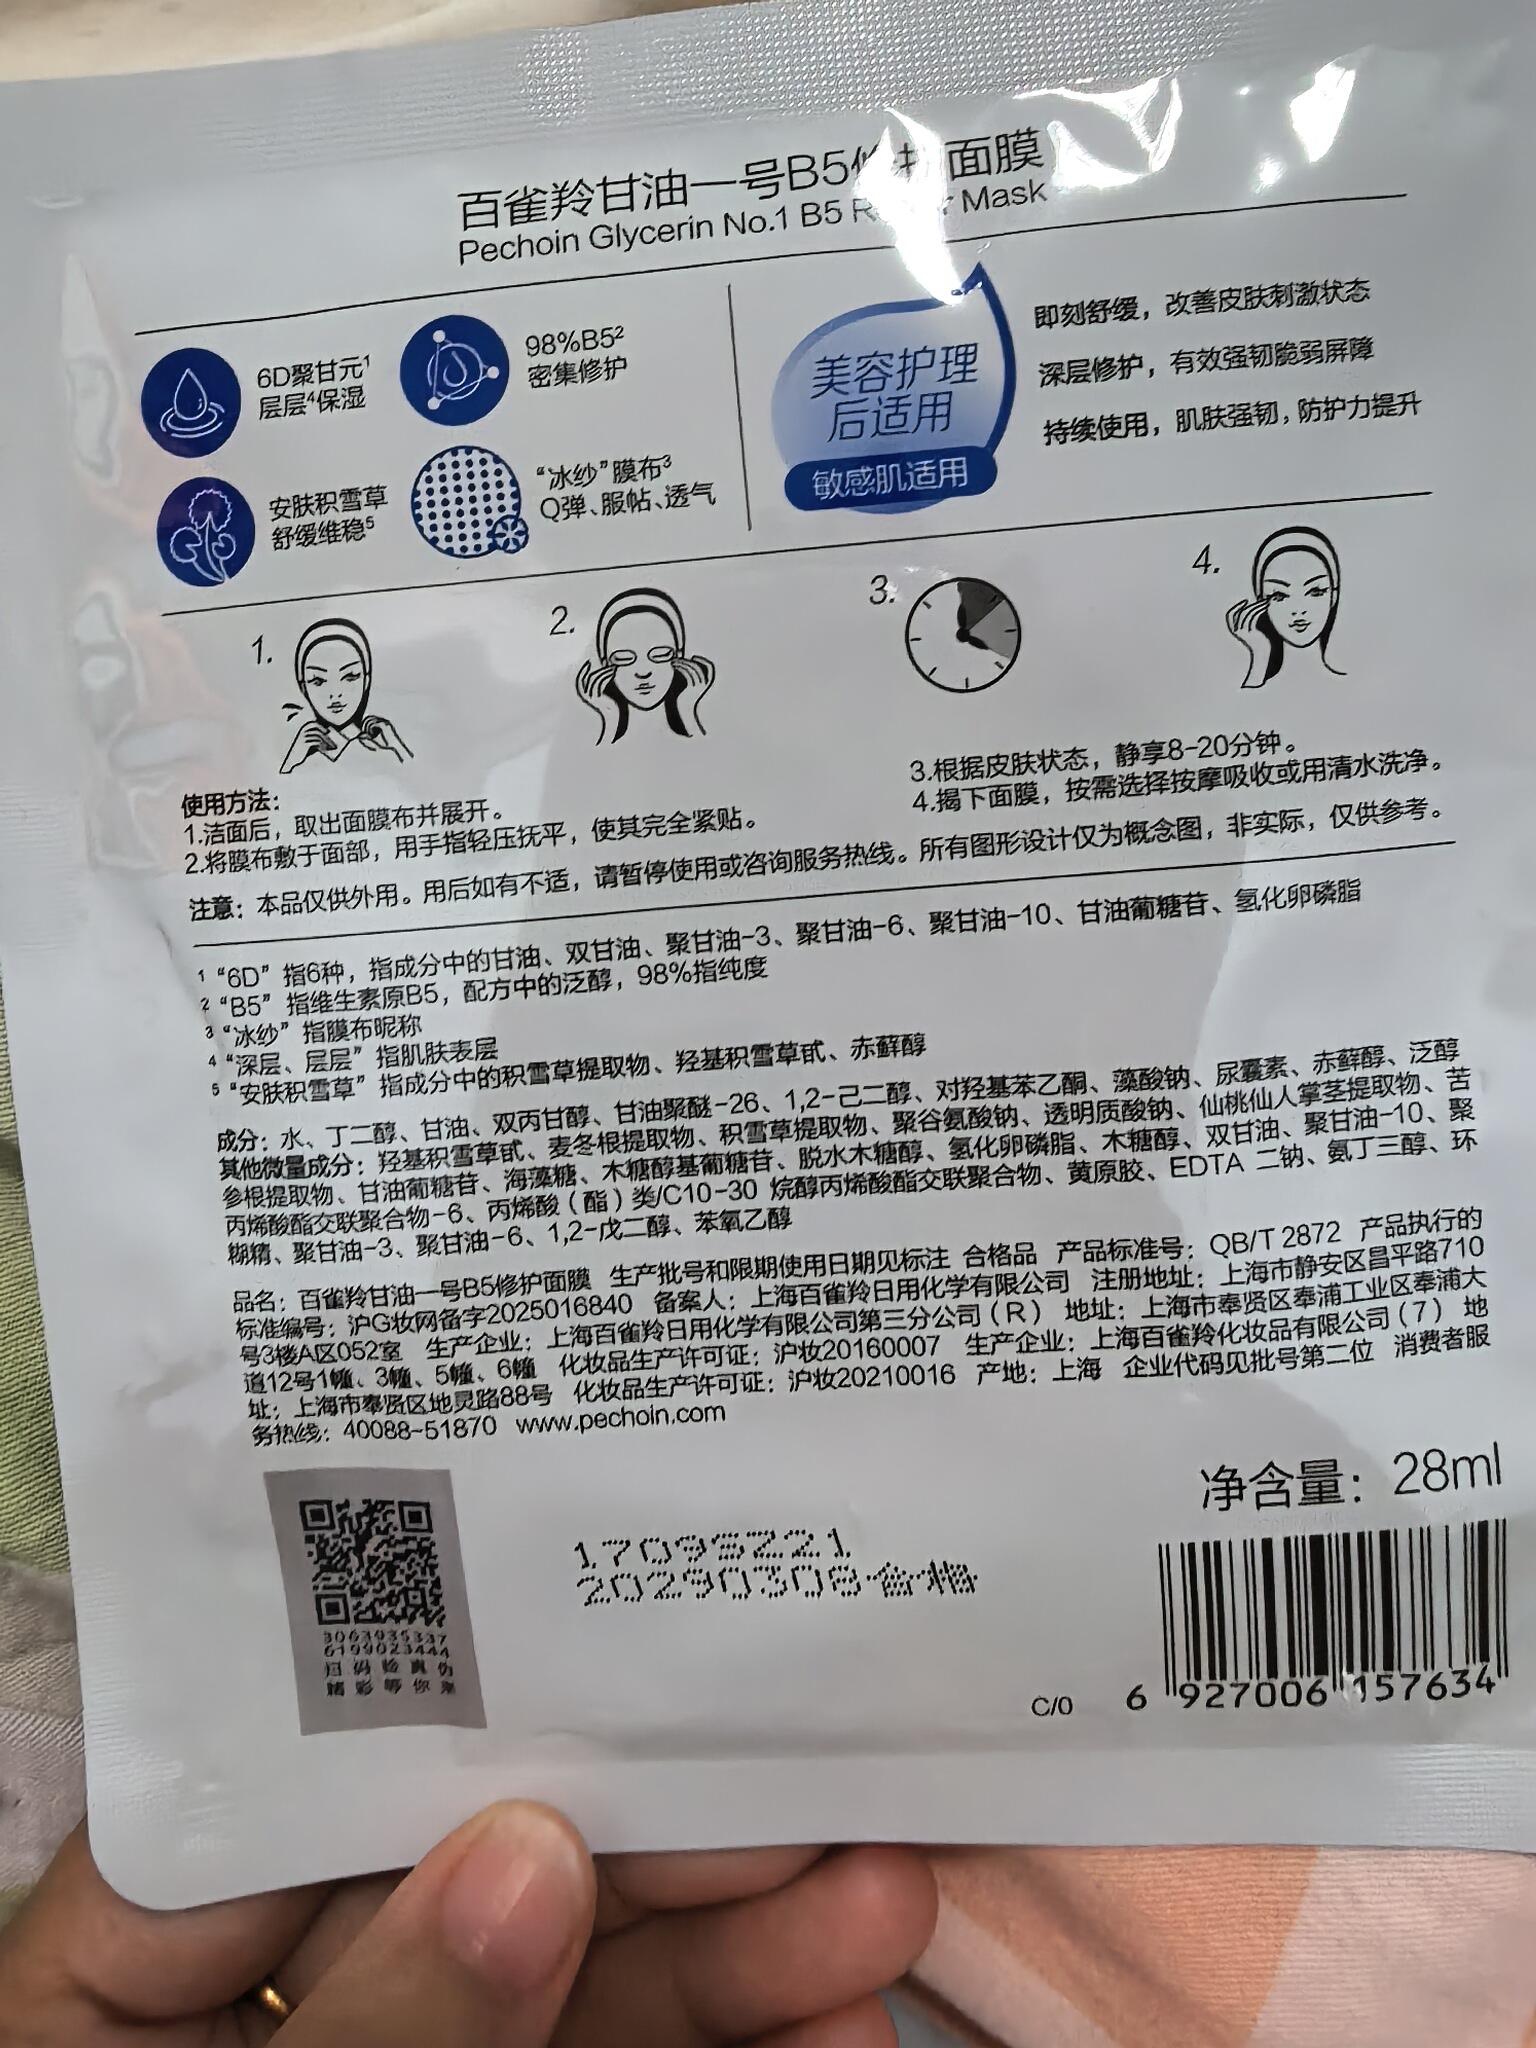 百雀羚甘油一号B5修护面膜
Pechoin Glycerin No.1 B5 Mask
6D聚甘元¹
层层⁴保湿
98%B5²
密集修护
安肤积雪草
舒缓维稳⁵
“冰纱”膜布³
Q弹、服帖、透气
美容护理
后适用
敏感肌适用
即刻舒缓，改善皮肤刺激状态
深层修护，有效强韧脆弱屏障
持续使用，肌肤强韧，防护力提升
1.
2.
3.
4.
使用方法：
1.洁面后，取出面膜布并展开。
2.将膜布敷于面部，用手指轻压抚平，使其完全紧贴。
3.根据皮肤状态，静享8-20分钟。
4.揭下面膜，按需选择按摩吸收或用清水洗净。
注意：本品仅供外用。用后如有不适，请暂停使用或咨询服务热线。所有图形设计仅为概念图，非实际，仅供参考。
¹ “6D”指6种，指成分中的甘油、双甘油、聚甘油-3、聚甘油-6、聚甘油-10、甘油葡糖苷、氢化卵磷脂
² “B5”指维生素原B5，配方中的泛醇，98%指纯度
³ “冰纱”指膜布昵称
⁴ “深层、层层”指肌肤表层
⁵ “安肤积雪草”指成分中的积雪草提取物、羟基积雪草甙、赤藓醇
成分：水、丁二醇、甘油、双丙甘醇、甘油聚醚-26、1,2-己二醇、对羟基苯乙酮、藻酸钠、尿囊素、赤藓醇、泛醇
其他微量成分：羟基积雪草甙、麦冬根提取物、积雪草提取物、聚谷氨酸钠、透明质酸钠、仙桃仙人掌茎提取物、苦
参根提取物、甘油葡糖苷、海藻糖、木糖醇基葡糖苷、脱水木糖醇、氢化卵磷脂、木糖醇、双甘油、聚甘油-10、聚
丙烯酸酯交联聚合物-6、丙烯酸（酯）类/C10-30 烷醇丙烯酸酯交联聚合物、黄原胶、EDTA 二钠、氨丁三醇、环
糊精、聚甘油-3、聚甘油-6、1,2-戊二醇、苯氧乙醇
品名：百雀羚甘油一号B5修护面膜 生产批号和限期使用日期见标注 合格品 产品标准号：QB/T 2872 产品执行的
标准编号：沪G妆网备字2025016840 备案人：上海百雀羚日用化学有限公司 注册地址：上海市静安区昌平路710
号3楼A区052室 生产企业：上海百雀羚日用化学有限公司第三分公司（R） 地址：上海市奉贤区奉浦工业区奉浦大
道12号1幢、3幢、5幢、6幢 化妆品生产许可证：沪妆20160007 生产企业：上海百雀羚化妆品有限公司（7） 地
址：上海市奉贤区地灵路88号 化妆品生产许可证：沪妆20210016 产地：上海 企业代码见批号第二位 消费者服
务热线：40088-51870 www.pechoin.com
净含量：28ml
3063935337
6199023444
扫码验真伪
精彩等你来
17095Z21
20290308合格
C/0
6 927006 157634